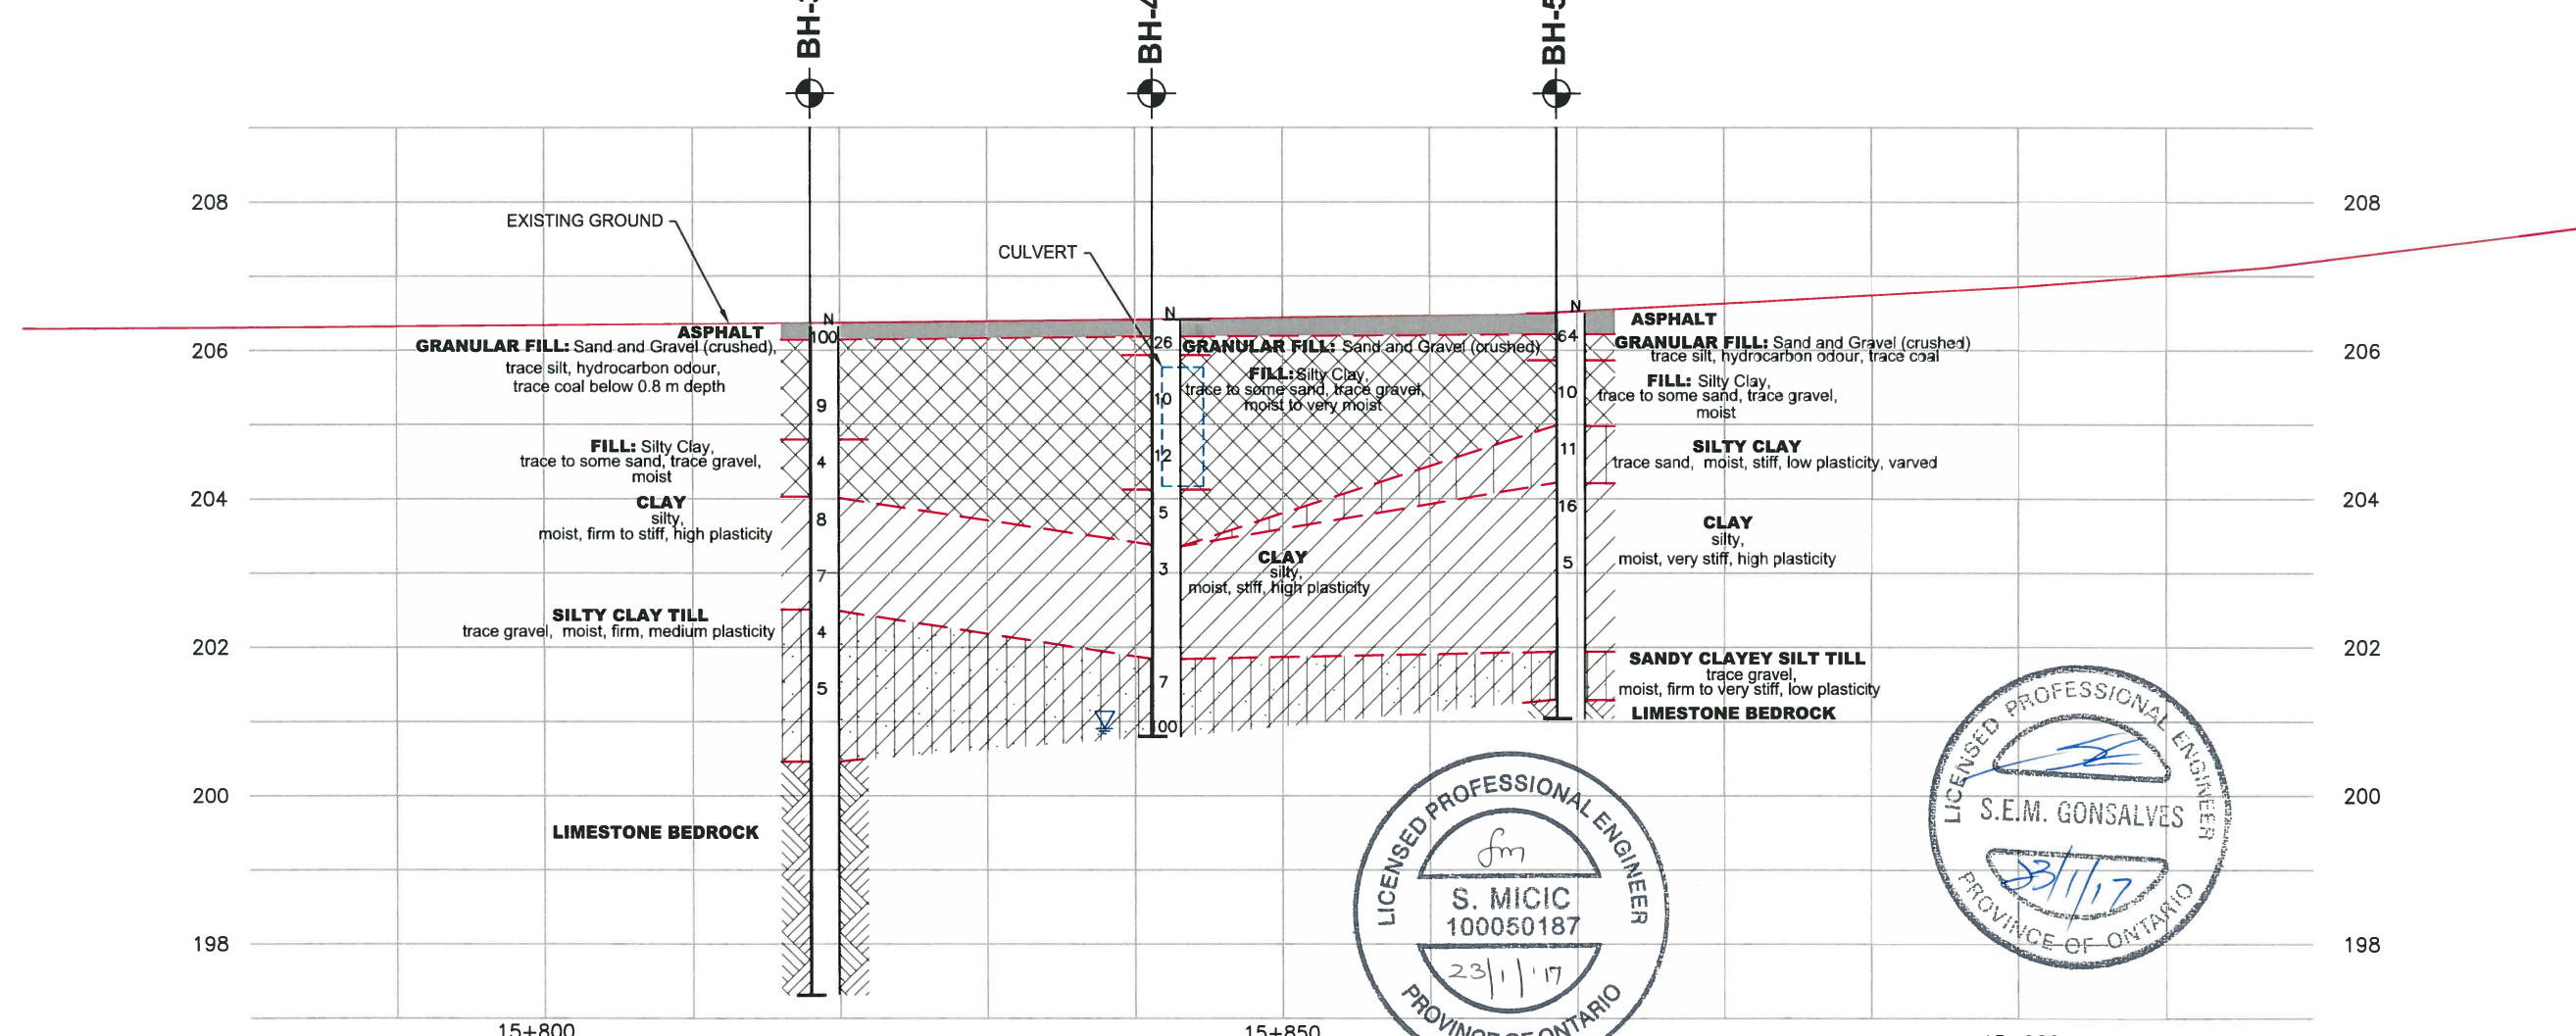 BH-4
BH-5
208
208
EXISTING GROUND
CULVERT
N
N
N
ASPHALT
GRANULAR FILL: Sand and Gravel (crushed),
trace silt, hydrocarbon odour,
trace coal below 0.8 m depth
206
FILL: Silty Clay,
trace to some sand, trace gravel,
moist
204
CLAY
silty,
moist, firm to stiff, high plasticity
SILTY CLAY TILL
trace gravel, moist, firm, medium plasticity
202
200
LIMESTONE BEDROCK
198
100
9
4
8
7
4
5
26
10
12
5
3
7
100
GRANULAR FILL: Sand and Gravel (crushed)
FILL: Silty Clay,
trace to some sand, trace gravel,
moist to very moist
CLAY
silty,
moist, stiff, high plasticity
64
10
11
16
5
ASPHALT
GRANULAR FILL: Sand and Gravel (crushed)
trace silt, hydrocarbon odour, trace coal
FILL: Silty Clay,
trace to some sand, trace gravel,
moist
SILTY CLAY
trace sand, moist, stiff, low plasticity, varved
CLAY
silty,
moist, very stiff, high plasticity
SANDY CLAYEY SILT TILL
trace gravel,
moist, firm to very stiff, low plasticity
LIMESTONE BEDROCK
206
204
202
200
198
LICENSED PROFESSIONAL ENGINEER
S. MICIC
100050187
23/1/'17
PROVINCE OF ONTARIO
LICENSED PROFESSIONAL ENGINEER
S.E.M. GONSALVES
23/1/17
PROVINCE OF ONTARIO
15+800
15+850